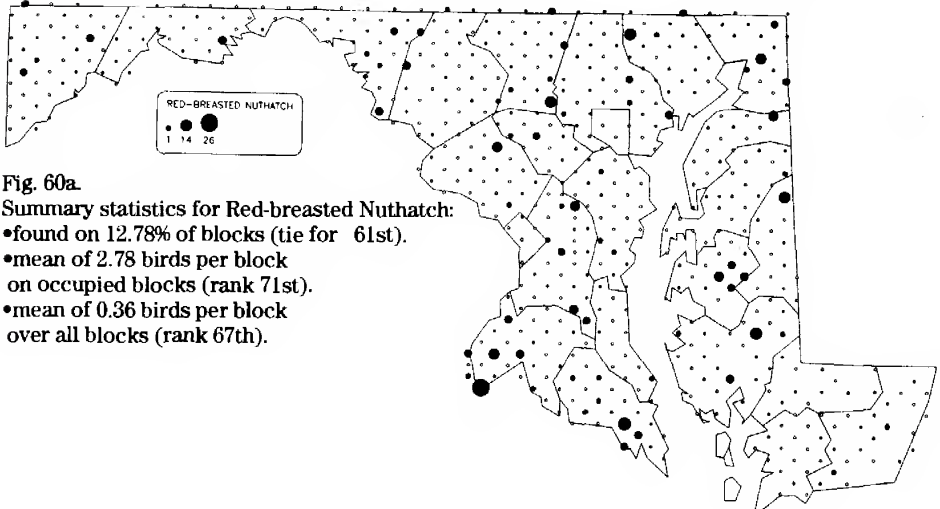 RED-BREASTED NUTHATCH
1 14 26
Fig. 60a.
Summary statistics for Red-breasted Nuthatch:
•found on 12.78% of blocks (tie for 61st).
•mean of 2.78 birds per block
on occupied blocks (rank 71st).
•mean of 0.36 birds per block
over all blocks (rank 67th).